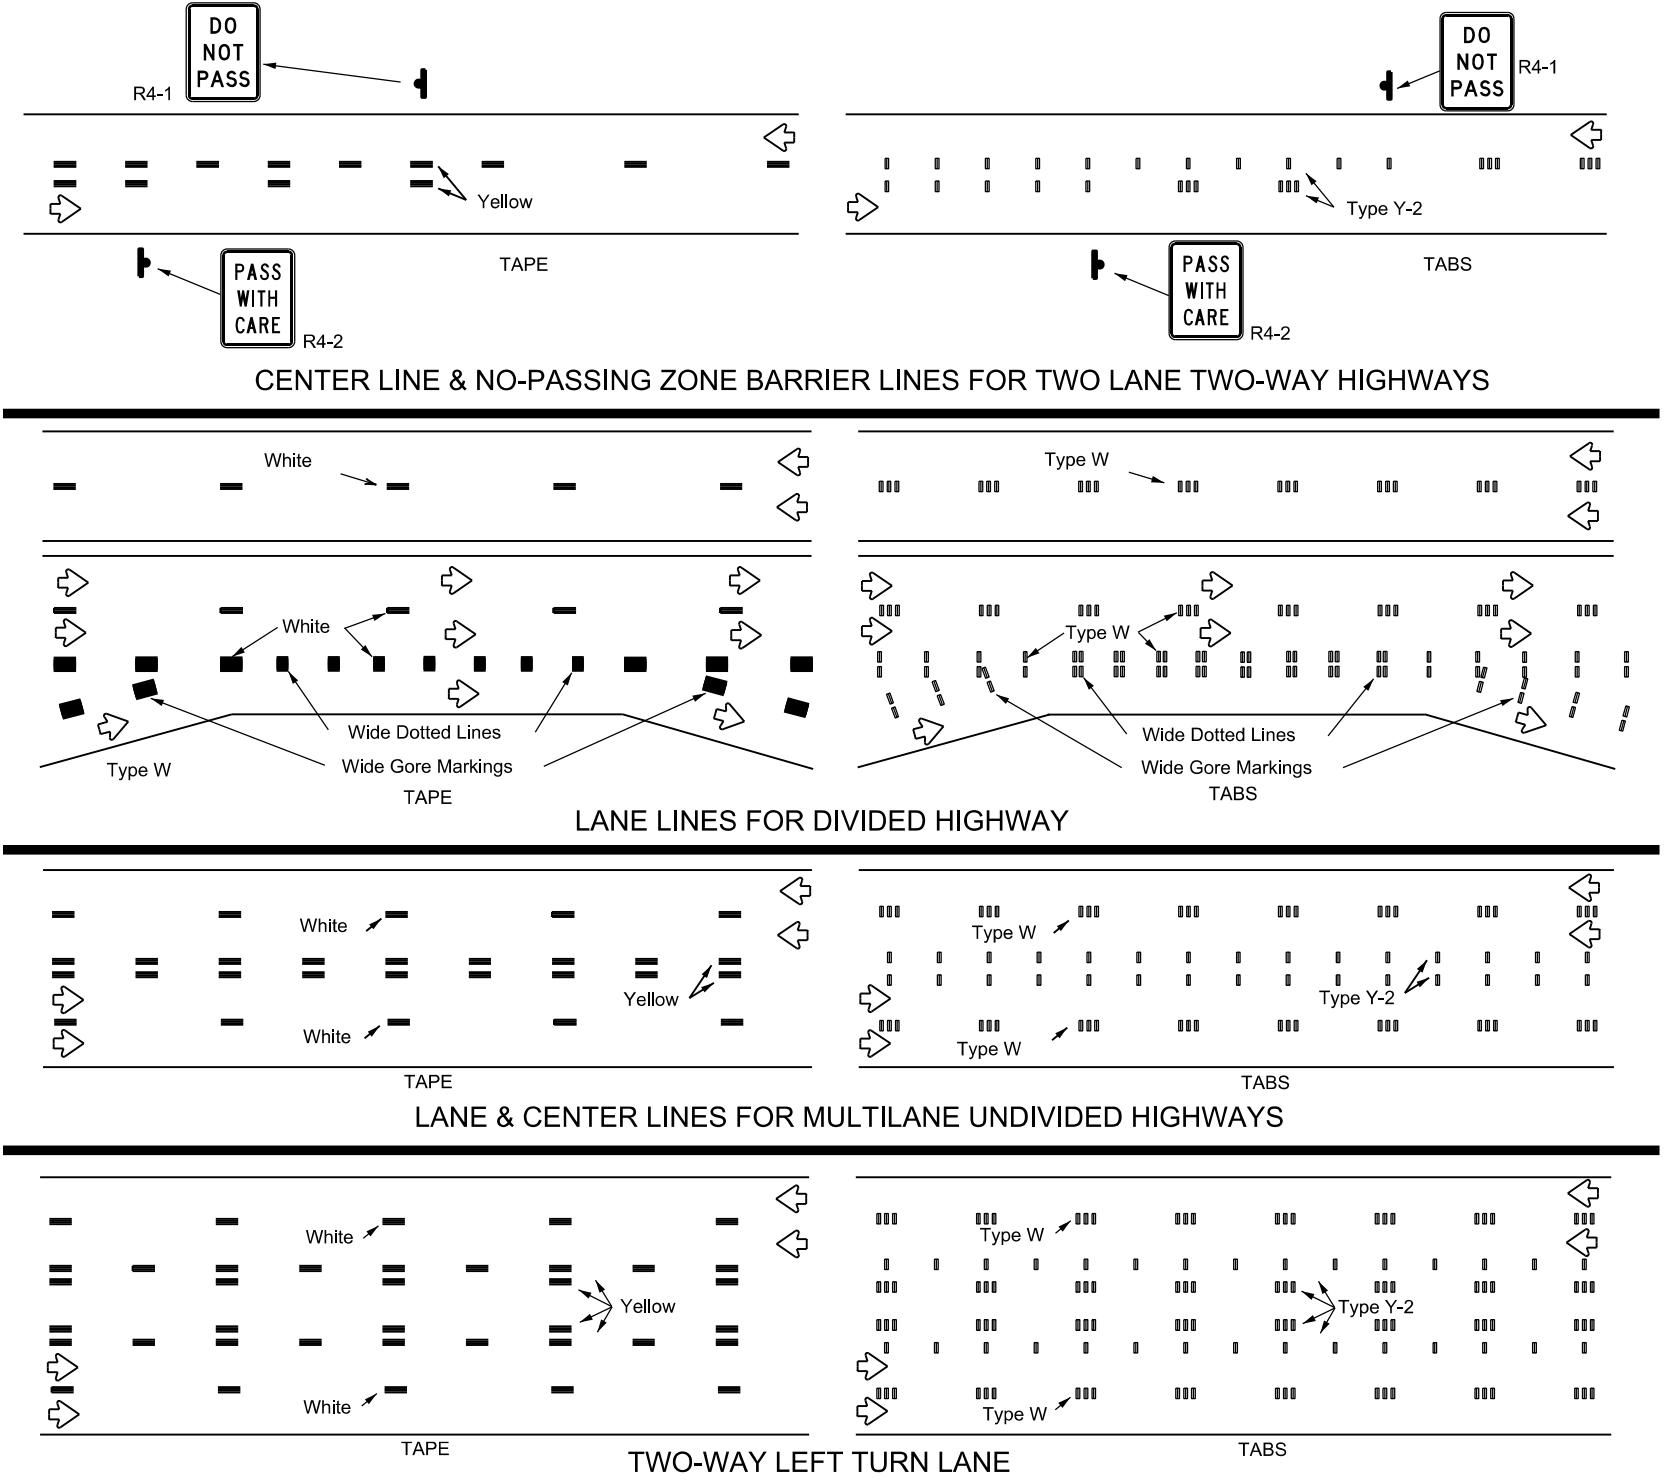 DO
NOT
PASS
R4-1
Yellow
PASS
WITH
CARE
R4-2
TAPE
DO
NOT
PASS
R4-1
Type Y-2
PASS
WITH
CARE
R4-2
TABS
CENTER LINE & NO-PASSING ZONE BARRIER LINES FOR TWO LANE TWO-WAY HIGHWAYS
White
Type W
White
Wide Dotted Lines
Wide Gore Markings
Type W
TAPE
Type W
Wide Dotted Lines
Wide Gore Markings
TABS
LANE LINES FOR DIVIDED HIGHWAY
White
Yellow
White
TAPE
Type W
Type Y-2
Type W
TABS
LANE & CENTER LINES FOR MULTILANE UNDIVIDED HIGHWAYS
White
Yellow
White
TAPE
Type W
Type Y-2
Type W
TABS
TWO-WAY LEFT TURN LANE